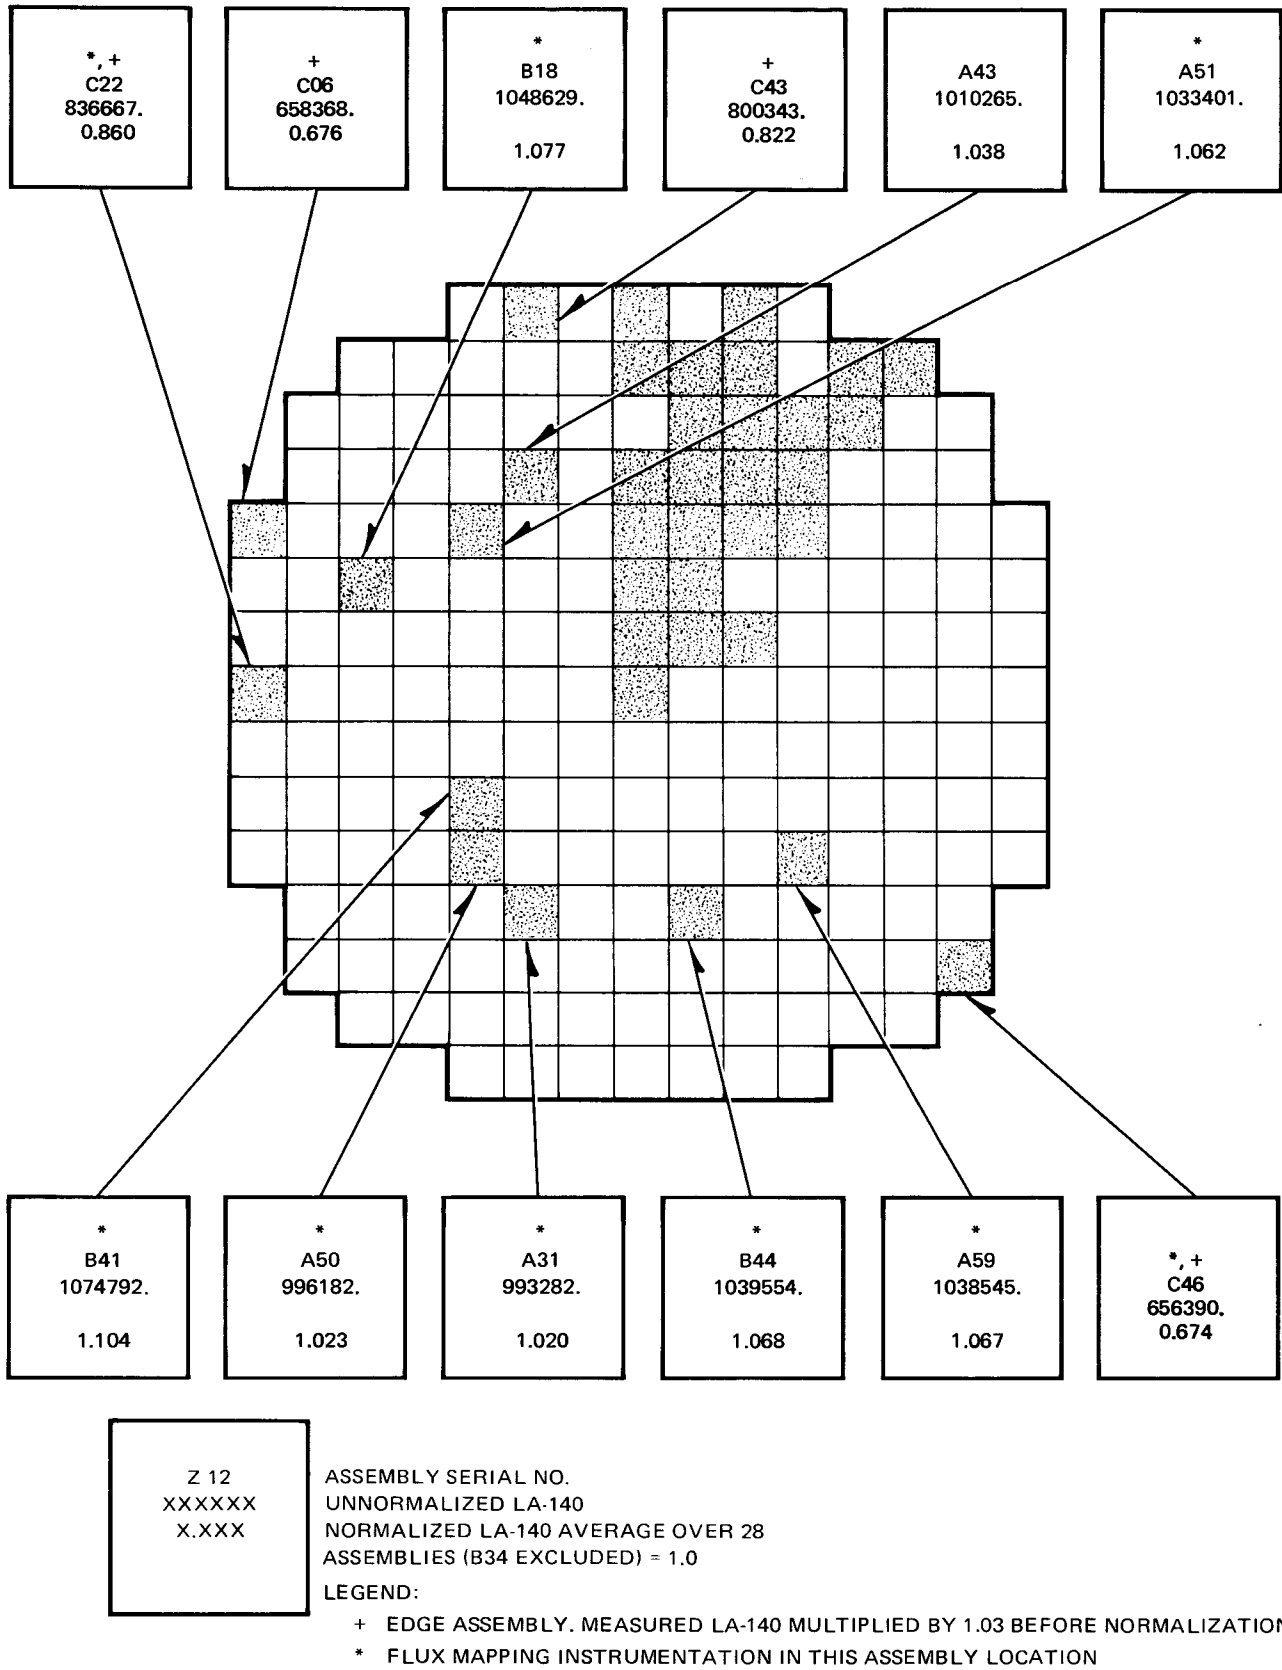 *, +
C22
836667.
0.860
+
C06
658368.
0.676
*
B18
1048629.
1.077
+
C43
800343.
0.822
A43
1010265.
1.038
*
A51
1033401.
1.062
*
B41
1074792.
1.104
*
A50
996182.
1.023
*
A31
993282.
1.020
*
B44
1039554.
1.068
*
A59
1038545.
1.067
*, +
C46
656390.
0.674
Z 12
XXXXXX
X.XXX
ASSEMBLY SERIAL NO.
UNNORMALIZED LA-140
NORMALIZED LA-140 AVERAGE OVER 28
ASSEMBLIES (B34 EXCLUDED) = 1.0
LEGEND:
+ EDGE ASSEMBLY. MEASURED LA-140 MULTIPLIED BY 1.03 BEFORE NORMALIZATION
* FLUX MAPPING INSTRUMENTATION IN THIS ASSEMBLY LOCATION